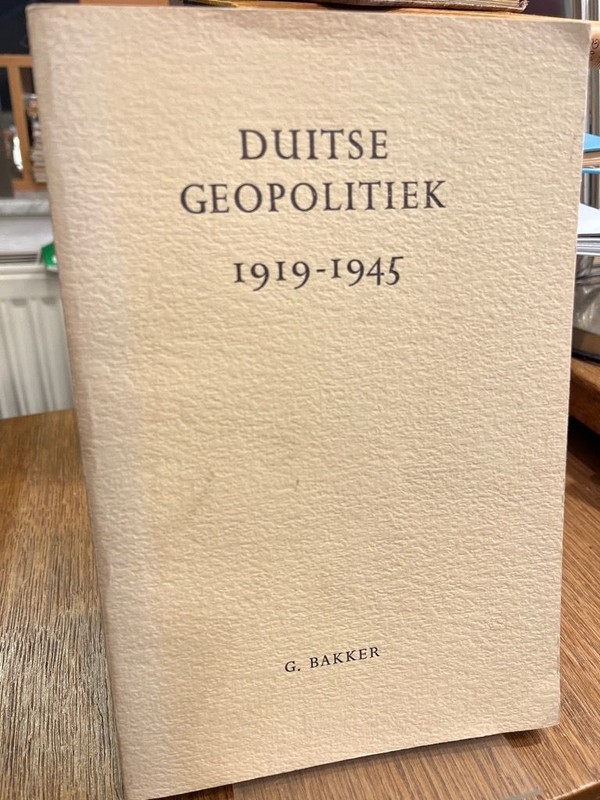 DUITSE
GEOPOLITIEK
1919-1945
G. BAKKER